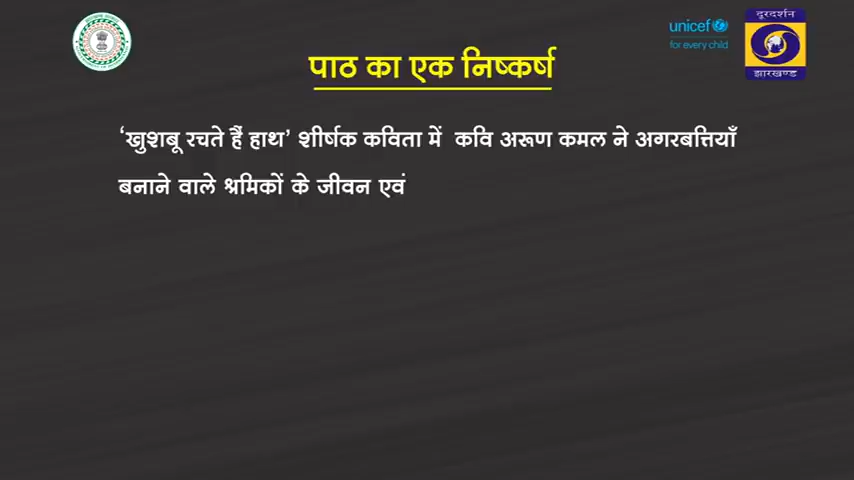 unicef
for every child
दूरदर्शन
झारखण्ड
पाठ का एक निष्कर्ष
‘खुशबू रचते हैं हाथ’ शीर्षक कविता में कवि अरूण कमल ने अगरबत्तियाँ
बनाने वाले श्रमिकों के जीवन एवं